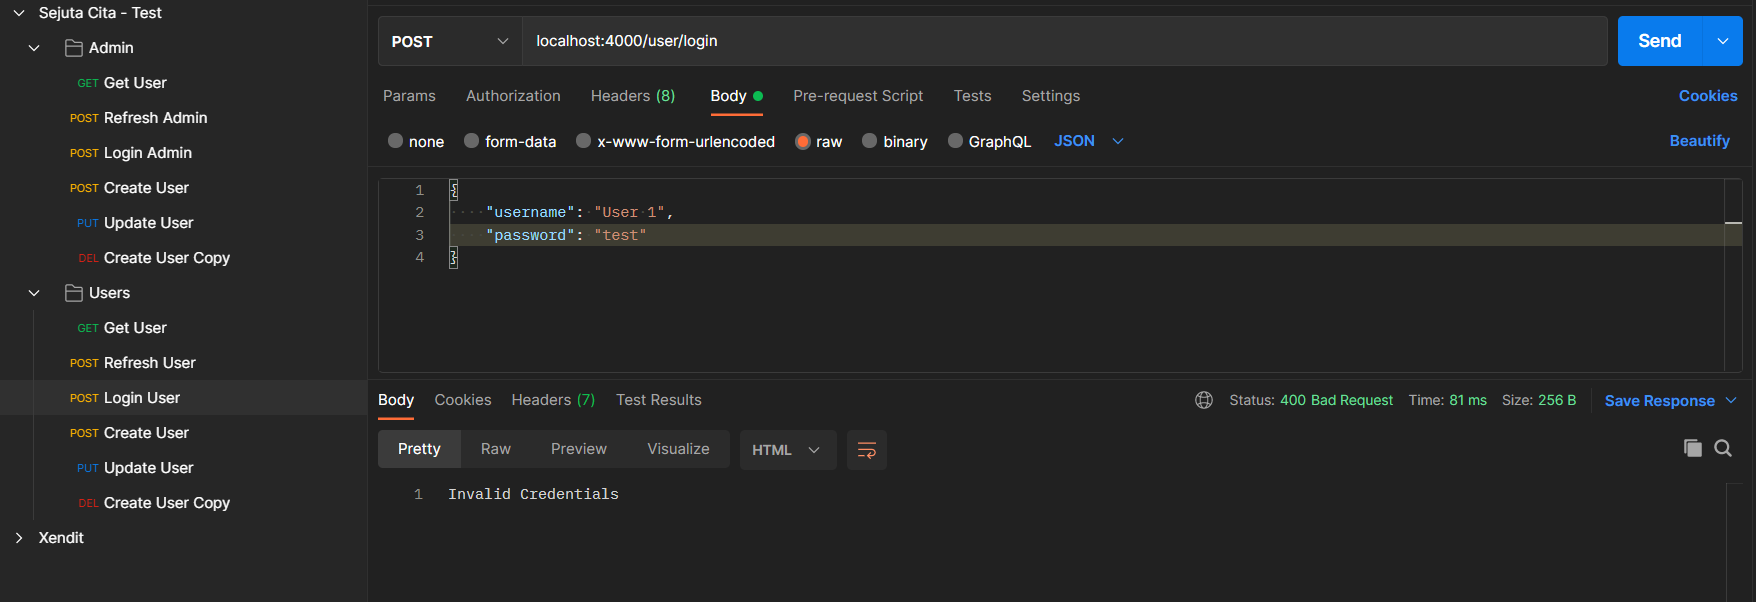 Sejuta Cita - Test
Admin
GET Get User
POST Refresh Admin
POST Login Admin
POST Create User
PUT Update User
DEL Create User Copy
Users
GET Get User
POST Refresh User
POST Login User
POST Create User
PUT Update User
DEL Create User Copy
Xendit
POST localhost:4000/user/login Send
Params Authorization Headers (8) Body Pre-request Script Tests Settings Cookies
none form-data x-www-form-urlencoded raw binary GraphQL JSON Beautify
1 {
2 "username": "User 1",
3 "password": "test"
4 }
Body Cookies Headers (7) Test Results Status: 400 Bad Request Time: 81 ms Size: 256 B Save Response
Pretty Raw Preview Visualize HTML
1 Invalid Credentials